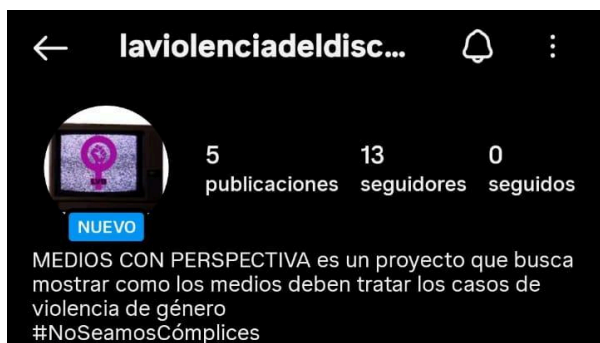 laviolenciadeldisc...
5 13 0
publicaciones seguidores seguidos
NUEVO
MEDIOS CON PERSPECTIVA es un proyecto que busca
mostrar como los medios deben tratar los casos de
violencia de género
#NoSeamosCómplices